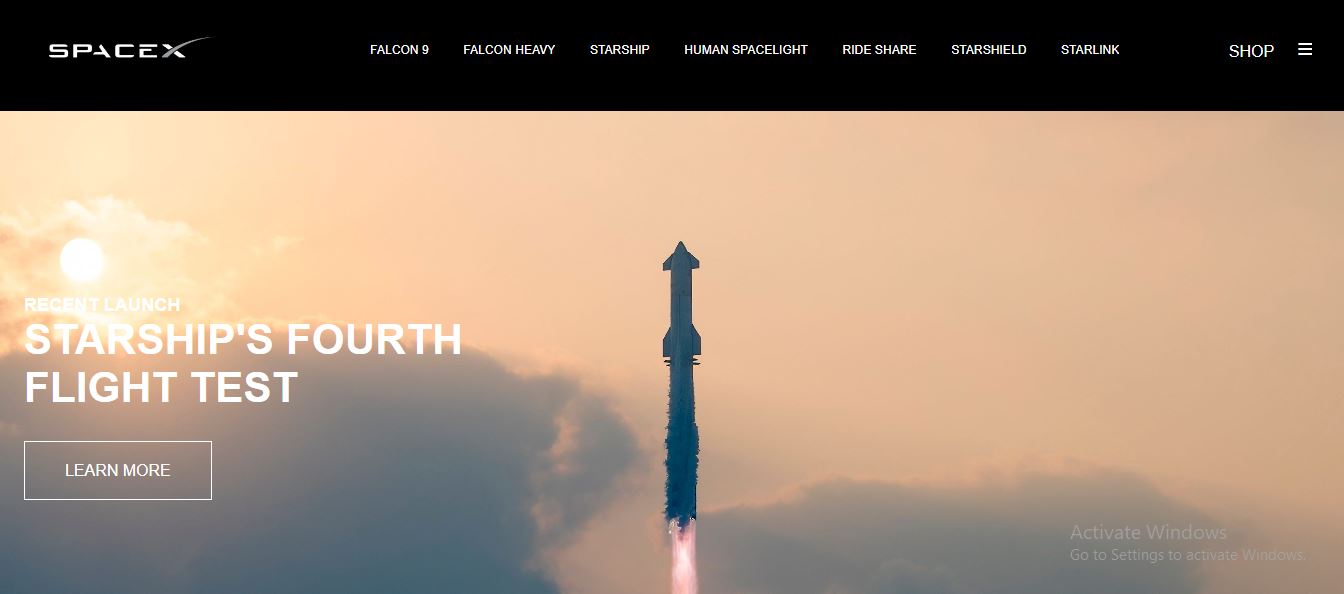 SPACEX
FALCON 9 FALCON HEAVY STARSHIP HUMAN SPACELIGHT RIDE SHARE STARSHIELD STARLINK
SHOP
RECENT LAUNCH
STARSHIP'S FOURTH
FLIGHT TEST
LEARN MORE
Activate Windows
Go to Settings to activate Windows.